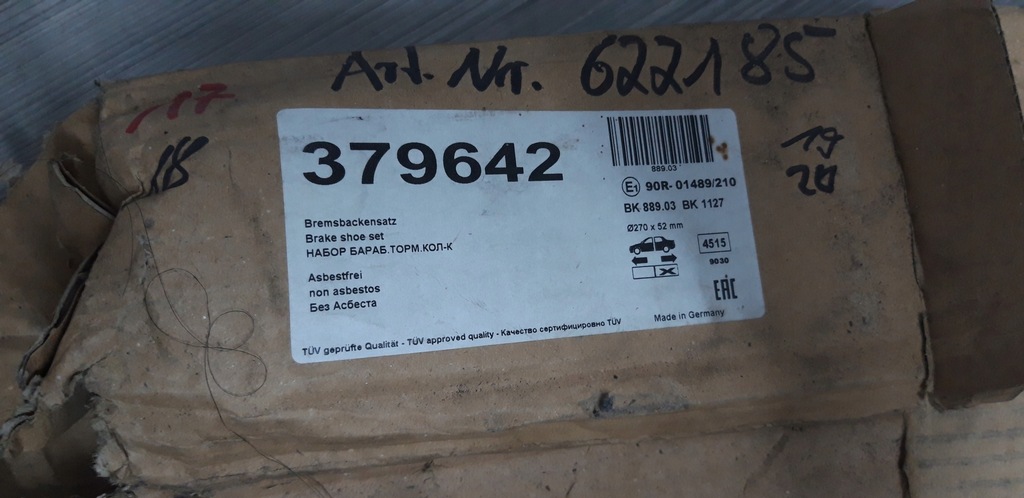 Art. Nr. 622185
-17
18
19
20
379642
889.03
E1 90R- 01489/210
BK 889.03 BK 1127
Ø270 x 52 mm
4515
9030
X
Bremsbackensatz
Brake shoe set
НАБОР БАРАБ.ТОРМ.КОЛ-К
Asbestfrei
non asbestos
Без Асбеста
EAC
Made in Germany
TÜV geprüfte Qualität - TÜV approved quality - Качество сертифицировно TÜV